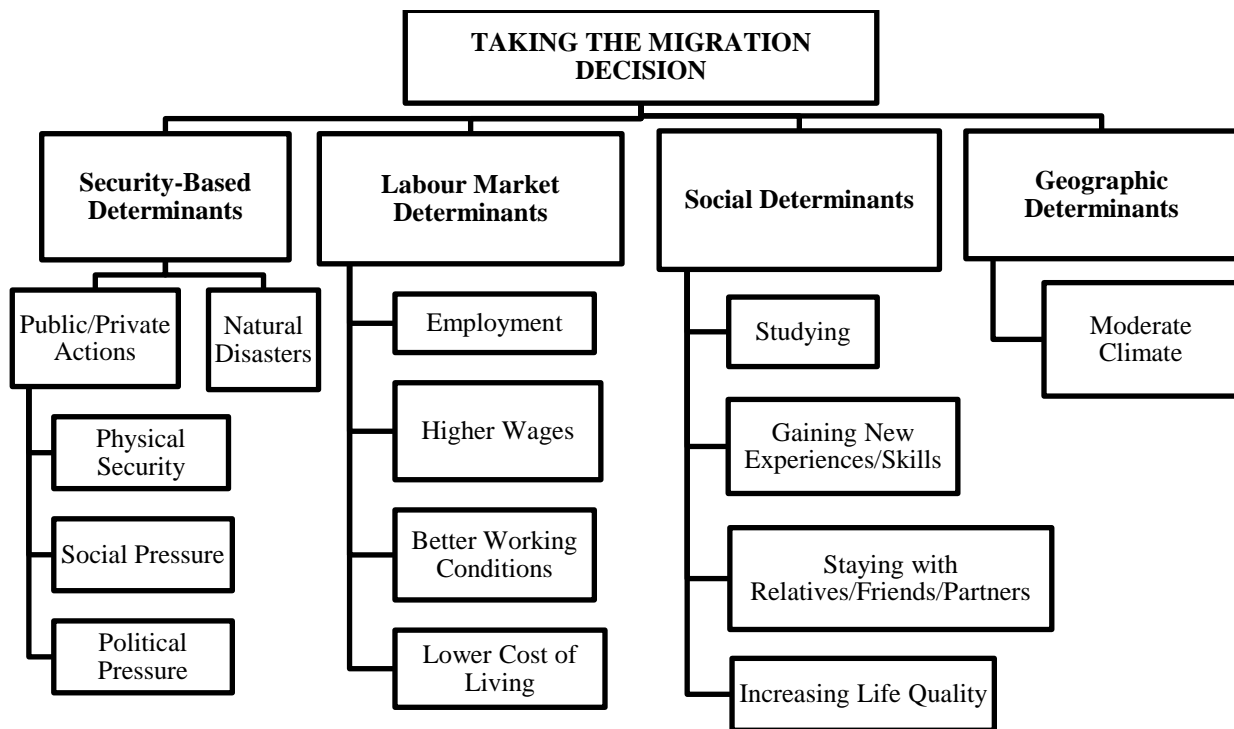 TAKING THE MIGRATION
DECISION
Security-Based
Determinants
Public/Private
Actions
Natural
Disasters
Physical
Security
Social Pressure
Political
Pressure
Labour Market
Determinants
Employment
Higher Wages
Better Working
Conditions
Lower Cost of
Living
Social Determinants
Studying
Gaining New
Experiences/Skills
Staying with
Relatives/Friends/Partners
Increasing Life Quality
Geographic
Determinants
Moderate
Climate